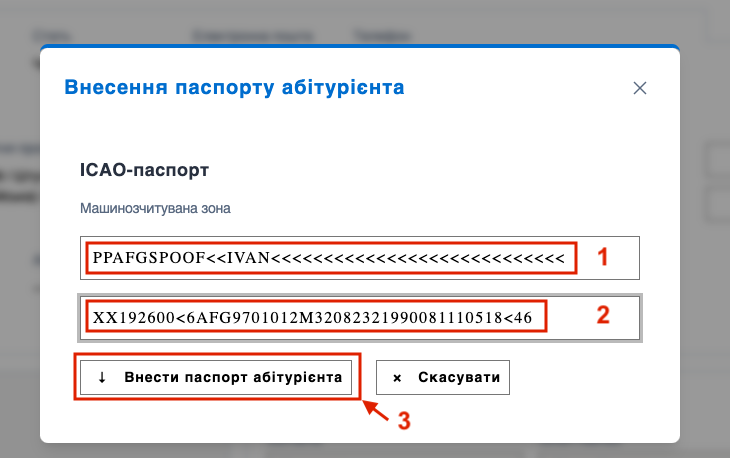 Внесення паспорту абітурієнта
ICAO-паспорт
Машинозчитувана зона
PPAFGSPOOF<<IVAN<<<<<<<<<<<<<<<<<<<<<<<<<<<<
1
XX192600<6AFG9701012M32082321990081110518<46
2
↓ Внести паспорт абітурієнта
× Скасувати
3